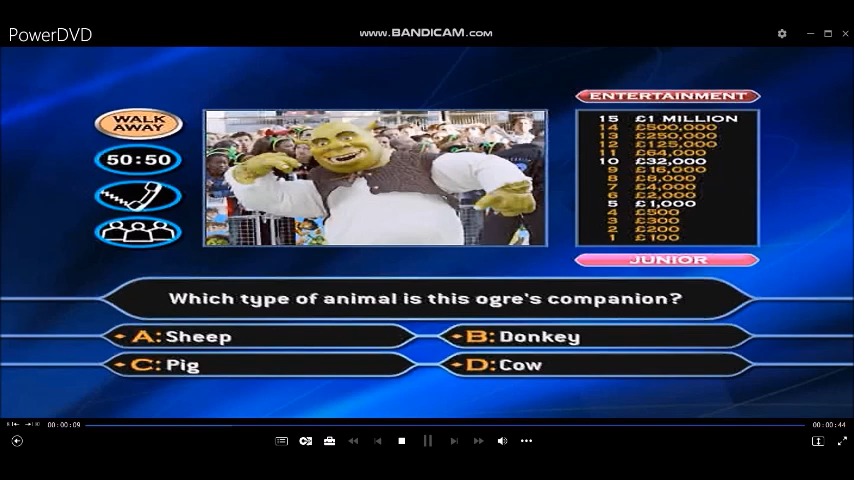 PowerDVD
www.BANDICAM.com
WALK
AWAY
50:50
ENTERTAINMENT
15 £1 MILLION
14 £500,000
13 £250,000
12 £125,000
11 £64,000
10 £32,000
9 £16,000
8 £8,000
7 £4,000
6 £2,000
5 £1,000
4 £500
3 £300
2 £200
1 £100
JUNIOR
Which type of animal is this ogre's companion?
A: Sheep
B: Donkey
C: Pig
D: Cow
00:00:09
00:00:44